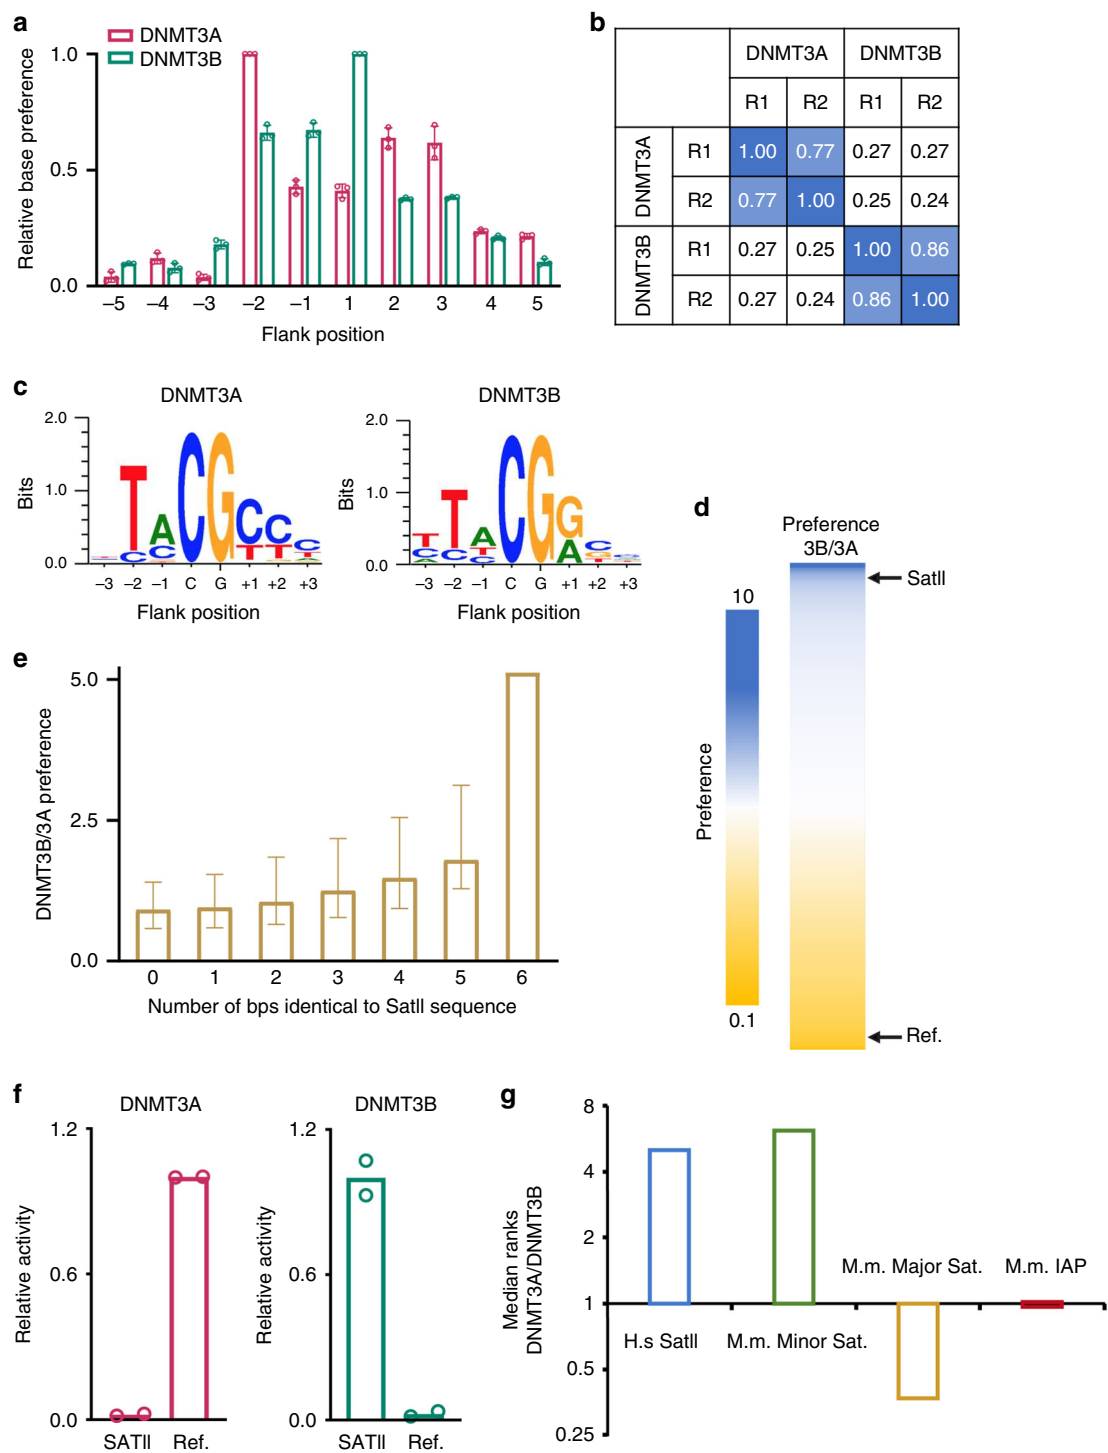 a
DNMT3A
DNMT3B
Relative base preference
1.0
0.5
0.0
–5 –4 –3 –2 –1 1 2 3 4 5
Flank position
b
DNMT3A DNMT3B
R1 R2 R1 R2
DNMT3A
R1 1.00 0.77 0.27 0.27
R2 0.77 1.00 0.25 0.24
DNMT3B
R1 0.27 0.25 1.00 0.86
R2 0.27 0.24 0.86 1.00
c
DNMT3A
Bits
2.0
1.0
0.0
T A C G C C C
C C T T T
–3 –2 –1 C G +1 +2 +3
Flank position
DNMT3B
Bits
2.0
1.0
0.0
T T A C G G C
C C T A
A C
–3 –2 –1 C G +1 +2 +3
Flank position
d
Preference
3B/3A
SatII
10
Preference
0.1
Ref.
e
DNMT3B/3A preference
5.0
2.5
0.0
0 1 2 3 4 5 6
Number of bps identical to SatII sequence
f
DNMT3A
Relative activity
1.2
0.6
0.0
SATII Ref.
DNMT3B
Relative activity
1.2
0.6
0.0
SATII Ref.
g
Median ranks
DNMT3A/DNMT3B
8
4
2
1
0.5
0.25
M.m. Major Sat. M.m. IAP
H.s SatII M.m. Minor Sat.